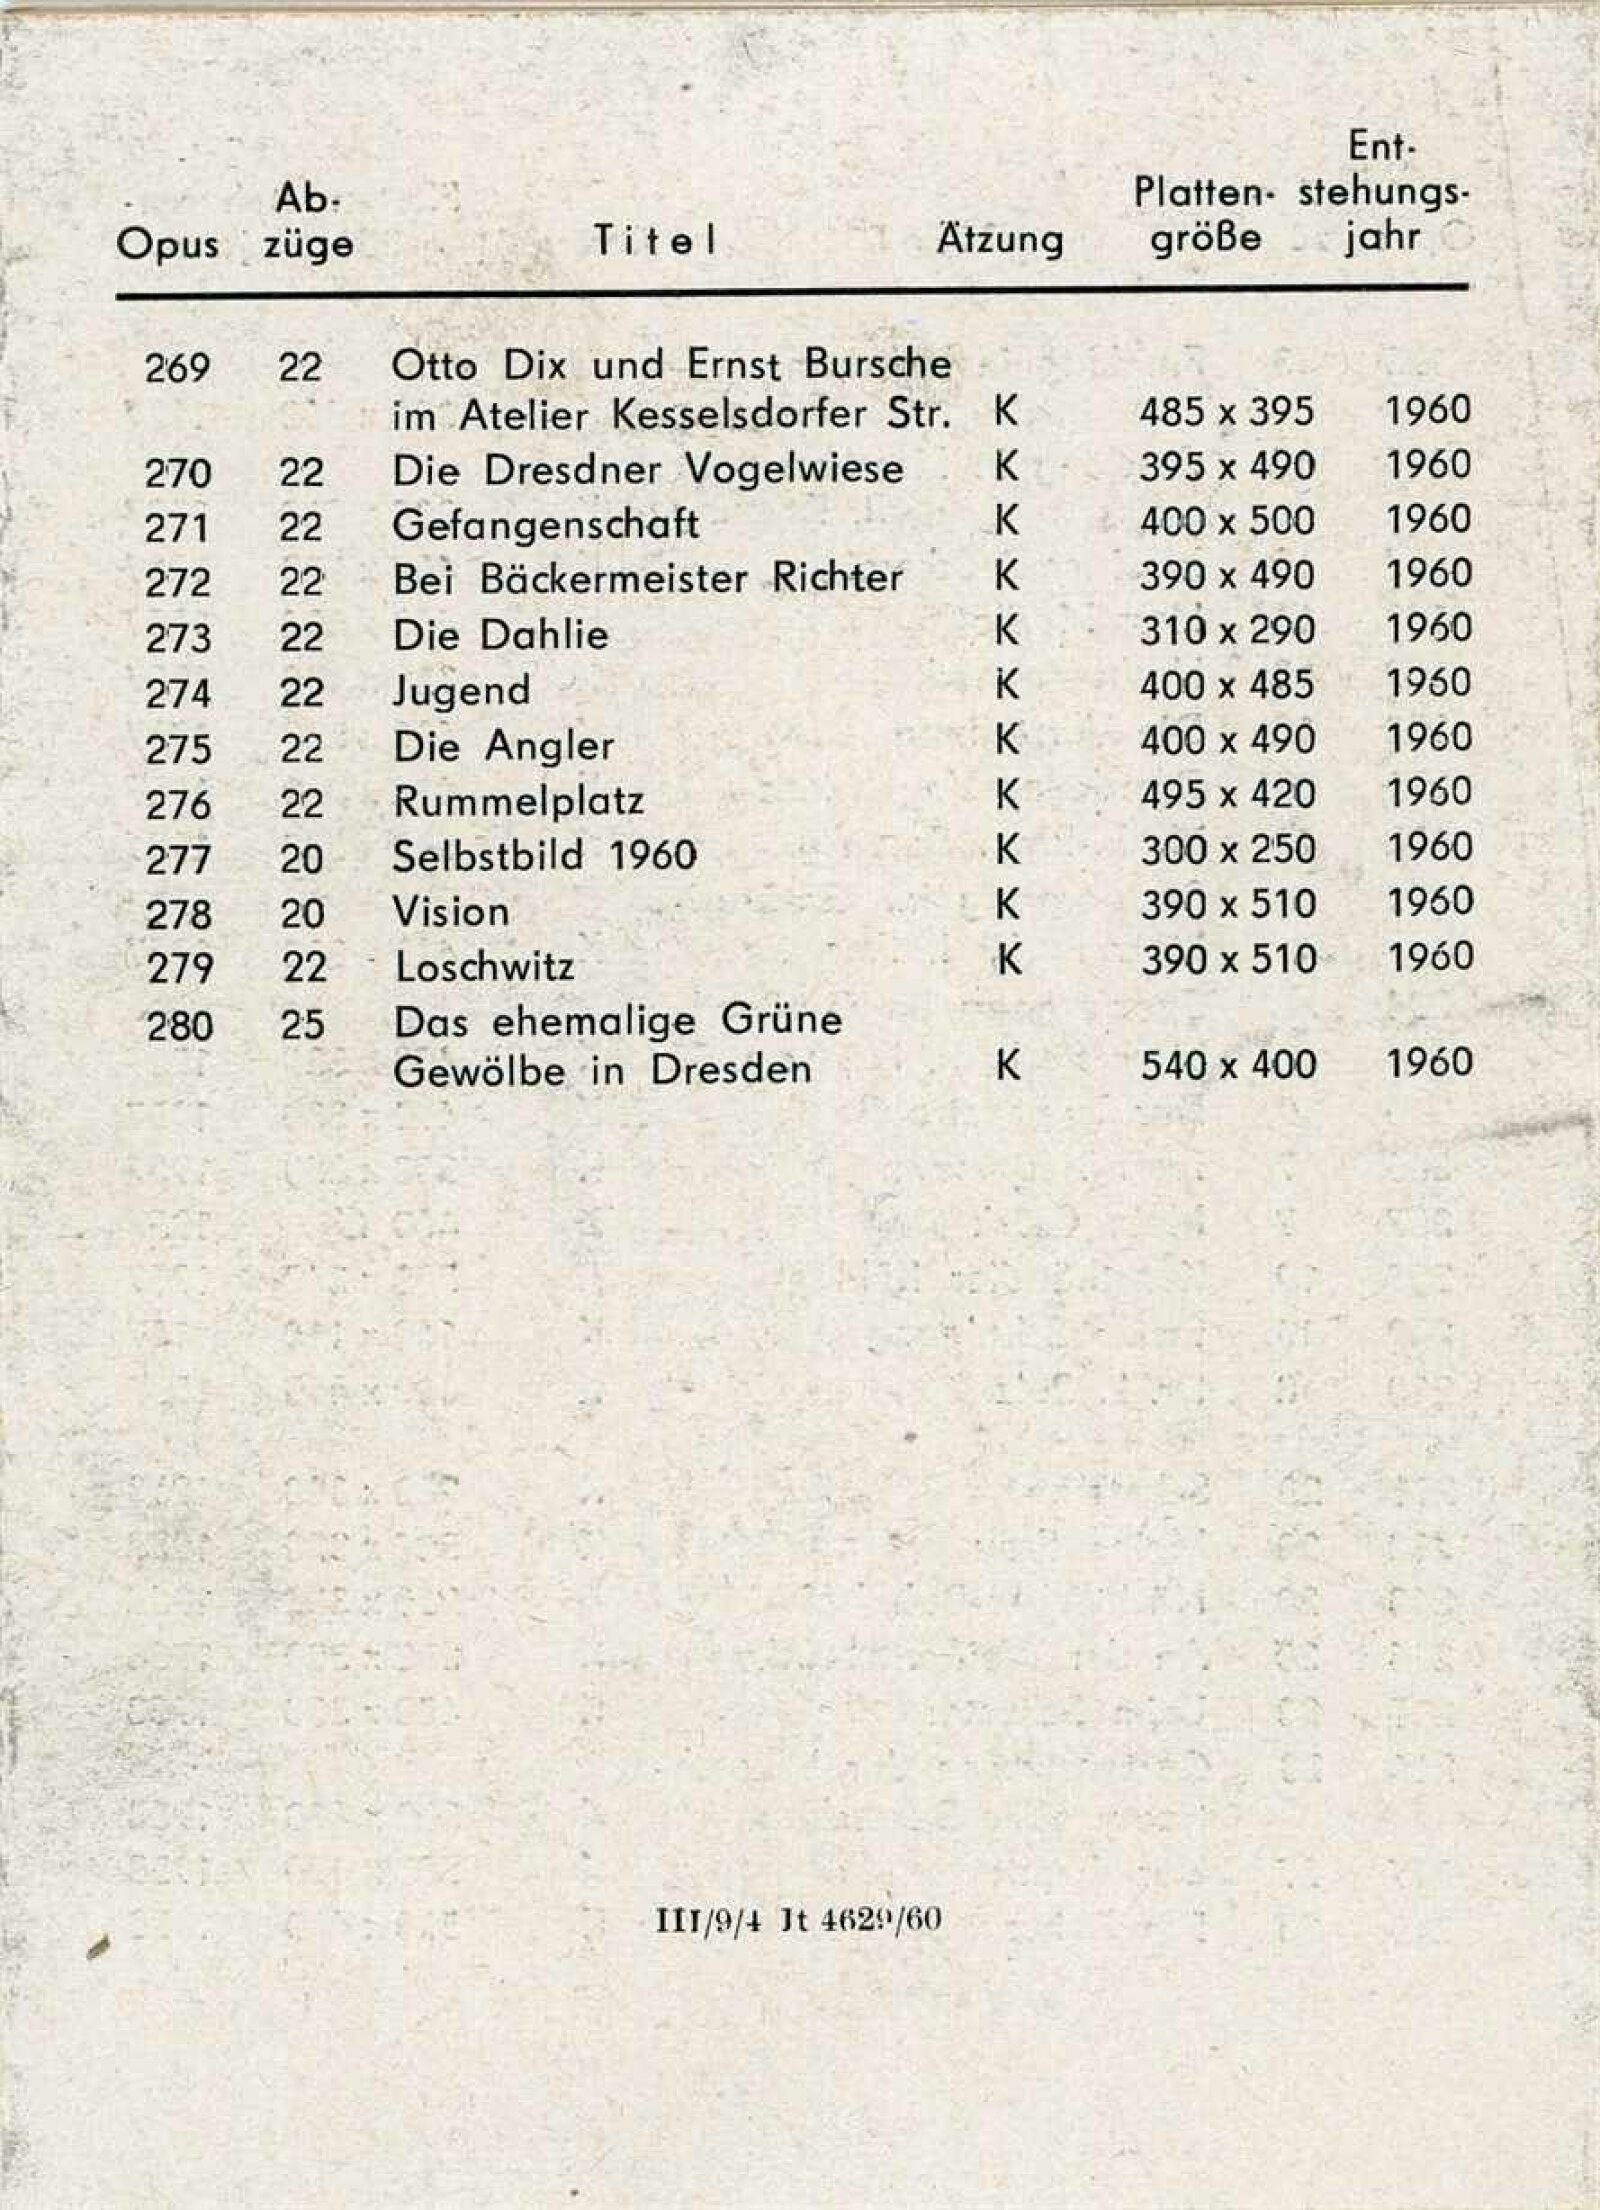 Opus Ab- züge Titel Ätzung Platten- größe Ent- stehungs- jahr
269 22 Otto Dix und Ernst Bursche
im Atelier Kesselsdorfer Str. K 485 x 395 1960
270 22 Die Dresdner Vogelwiese K 395 x 490 1960
271 22 Gefangenschaft K 400 x 500 1960
272 22 Bei Bäckermeister Richter K 390 x 490 1960
273 22 Die Dahlie K 310 x 290 1960
274 22 Jugend K 400 x 485 1960
275 22 Die Angler K 400 x 490 1960
276 22 Rummelplatz K 495 x 420 1960
277 20 Selbstbild 1960 K 300 x 250 1960
278 20 Vision K 390 x 510 1960
279 22 Loschwitz K 390 x 510 1960
280 25 Das ehemalige Grüne
Gewölbe in Dresden K 540 x 400 1960
III/9/4 Jt 4629/60